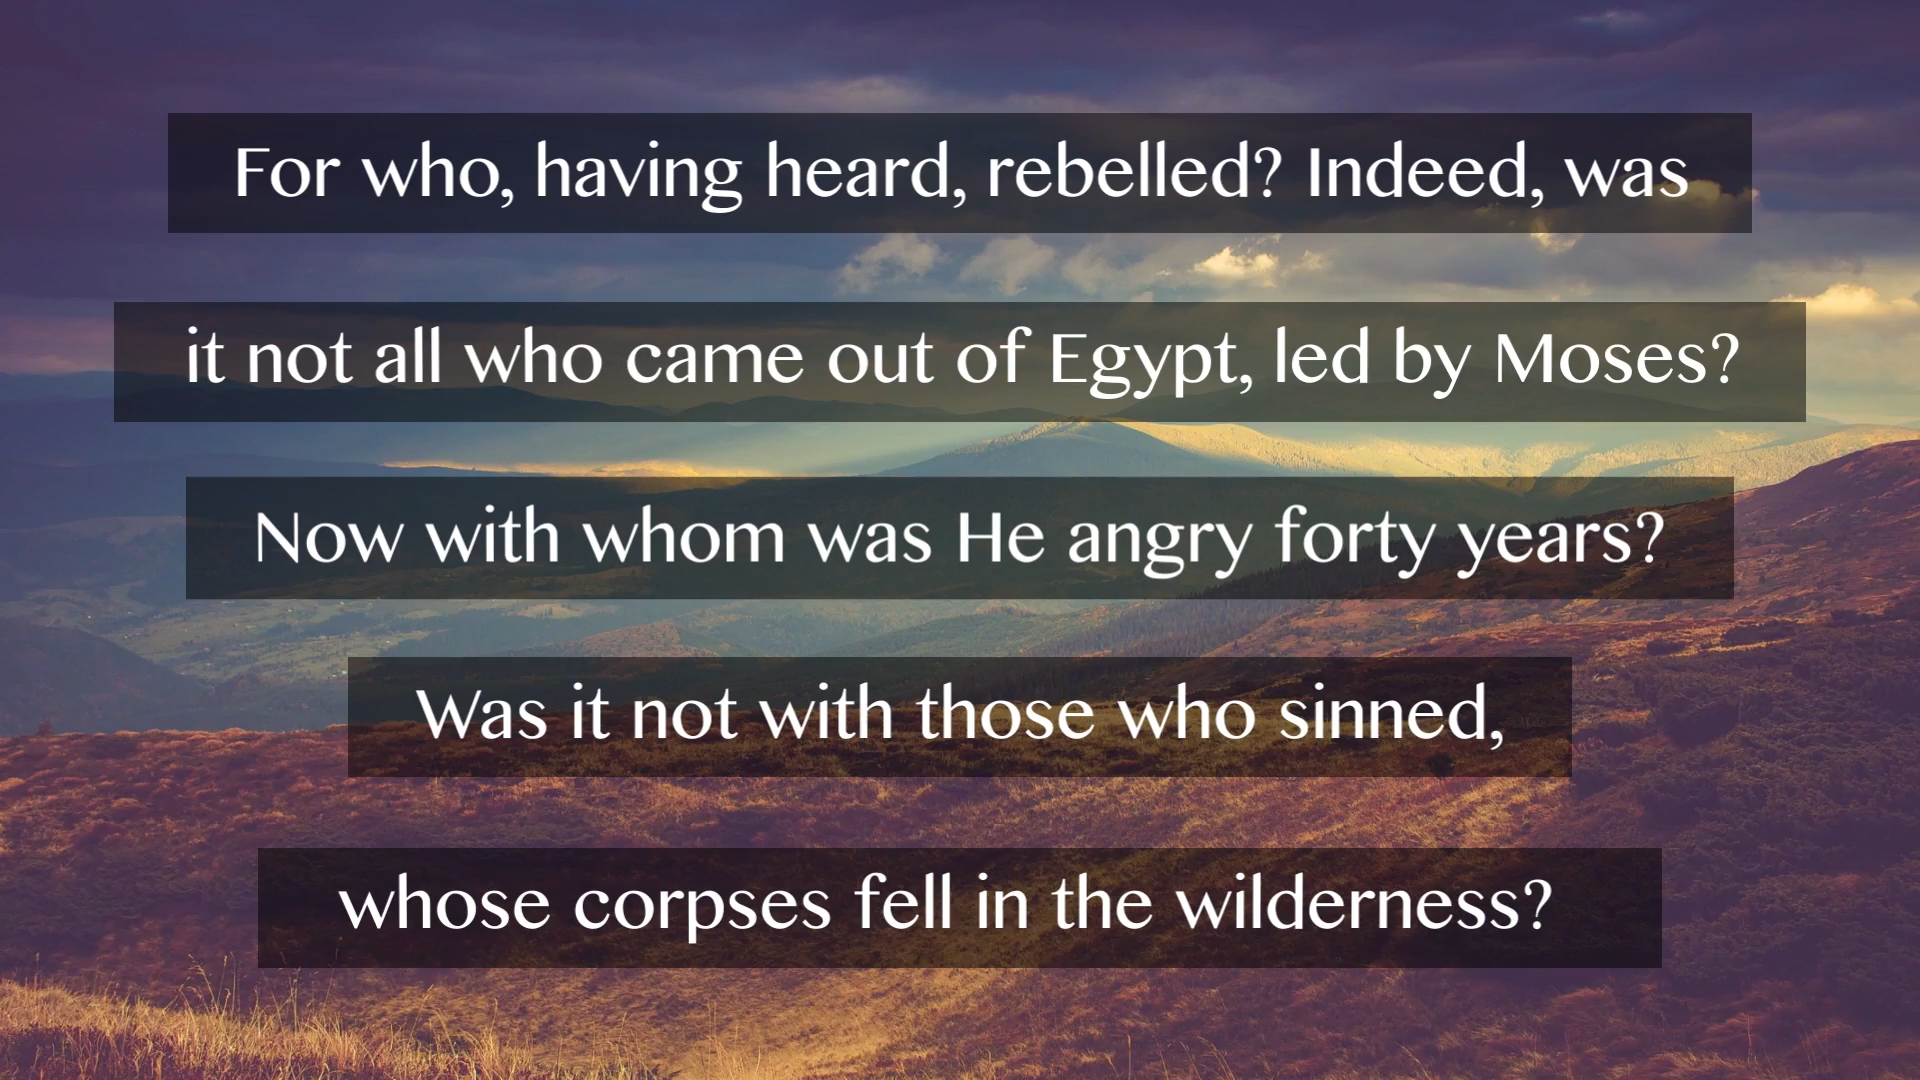 For who, having heard, rebelled? Indeed, was
it not all who came out of Egypt, led by Moses?
Now with whom was He angry forty years?
Was it not with those who sinned,
whose corpses fell in the wilderness?